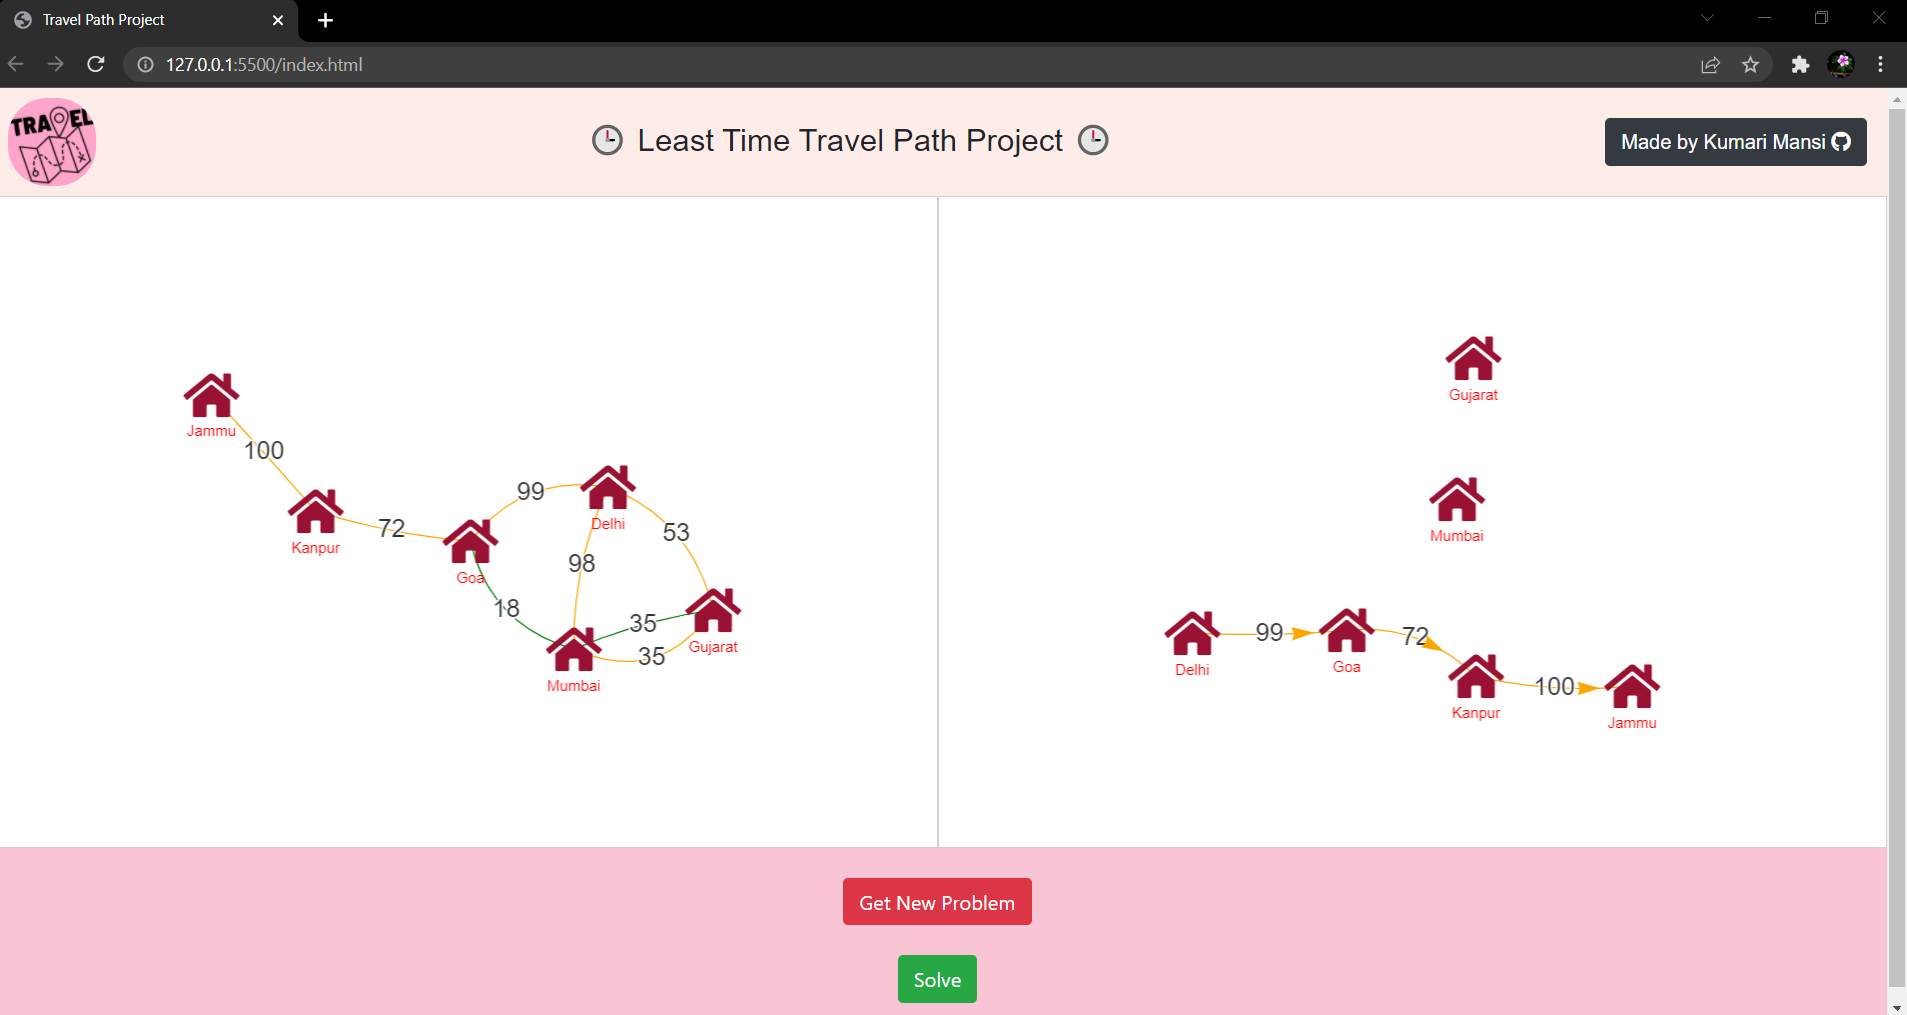 Travel Path Project
127.0.0.1:5500/index.html
TRAVEL
Least Time Travel Path Project
Made by Kumari Mansi
Jammu
100
Kanpur
72
Goa
99
Delhi
53
98
18
35
35
Gujarat
Mumbai
Gujarat
Mumbai
Delhi
99
Goa
72
Kanpur
100
Jammu
Get New Problem
Solve